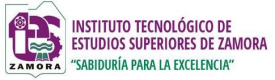 ZAMORA
INSTITUTO TECNOLÓGICO DE
ESTUDIOS SUPERIORES DE ZAMORA
“SABIDURÍA PARA LA EXCELENCIA”